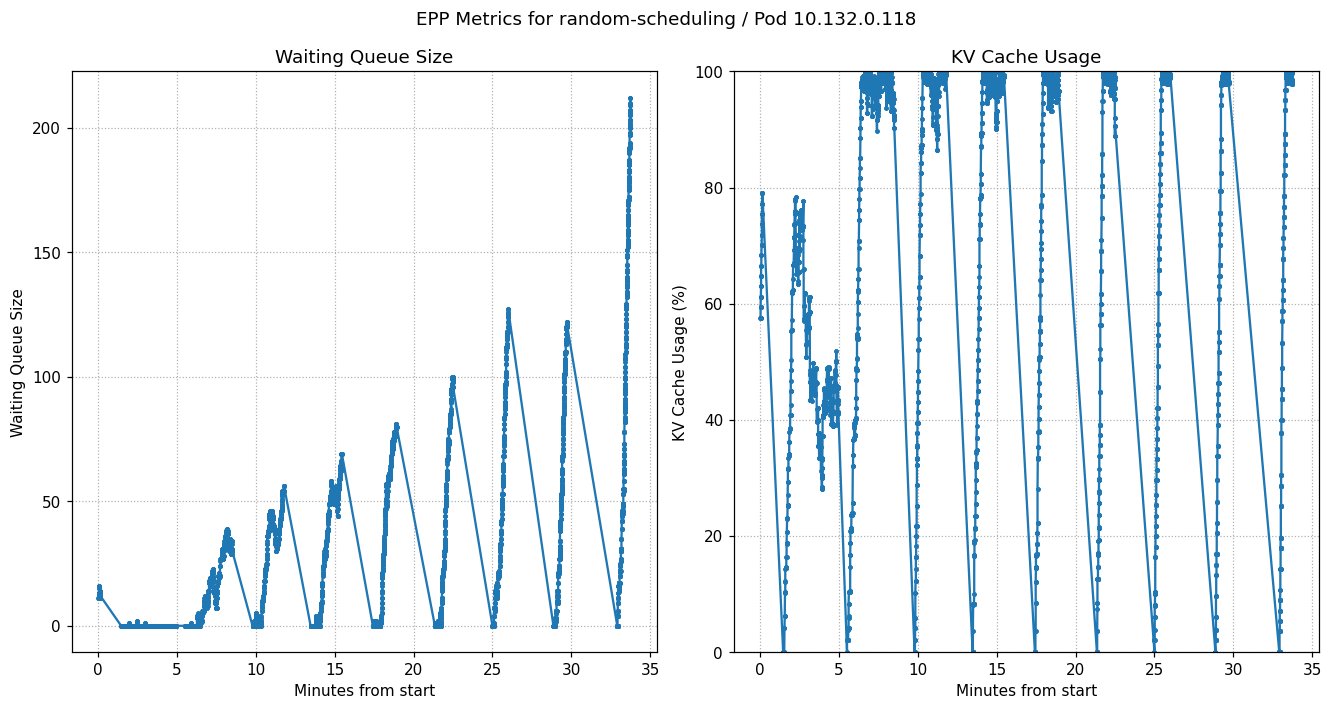 EPP Metrics for random-scheduling / Pod 10.132.0.118
Waiting Queue Size
Waiting Queue Size
200
150
100
50
0
0 5 10 15 20 25 30 35
Minutes from start
KV Cache Usage
KV Cache Usage (%)
100
80
60
40
20
0
0 5 10 15 20 25 30 35
Minutes from start